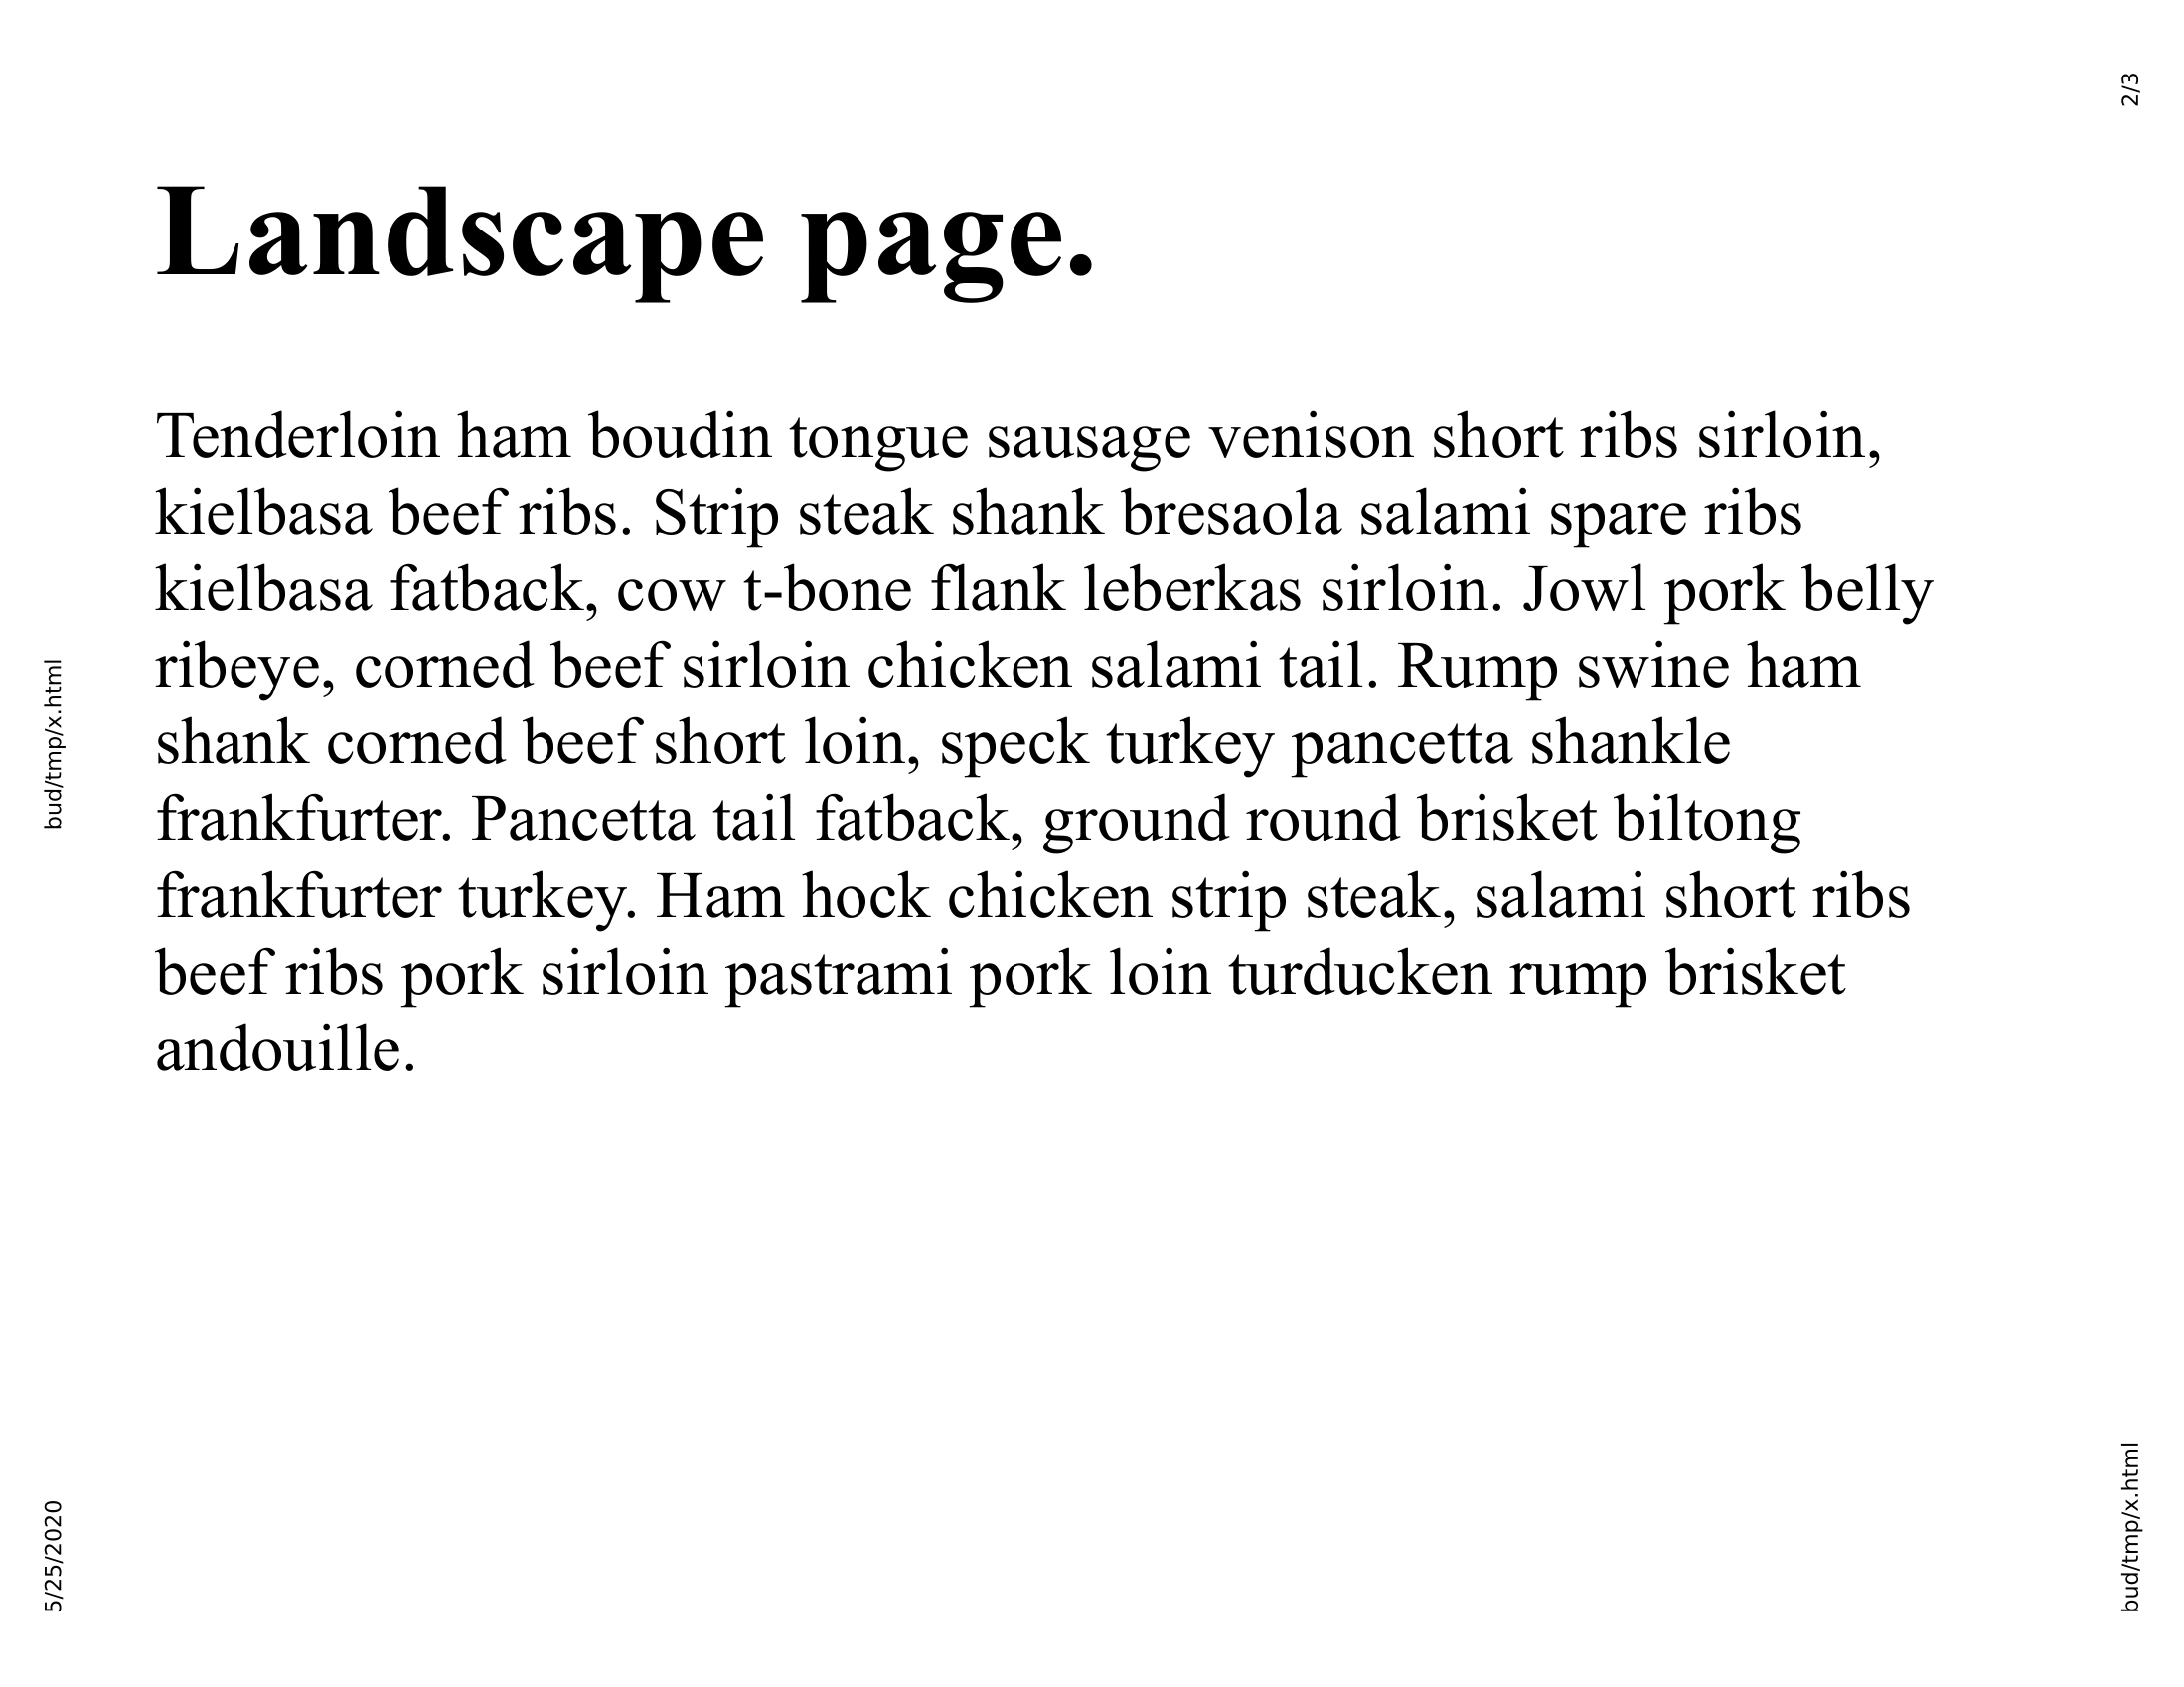 2/3
Landscape page.
Tenderloin ham boudin tongue sausage venison short ribs sirloin,
kielbasa beef ribs. Strip steak shank bresaola salami spare ribs
kielbasa fatback, cow t-bone flank leberkas sirloin. Jowl pork belly
ribeye, corned beef sirloin chicken salami tail. Rump swine ham
shank corned beef short loin, speck turkey pancetta shankle
frankfurter. Pancetta tail fatback, ground round brisket biltong
frankfurter turkey. Ham hock chicken strip steak, salami short ribs
beef ribs pork sirloin pastrami pork loin turducken rump brisket
andouille.
bud/tmp/x.html
5/25/2020
bud/tmp/x.html